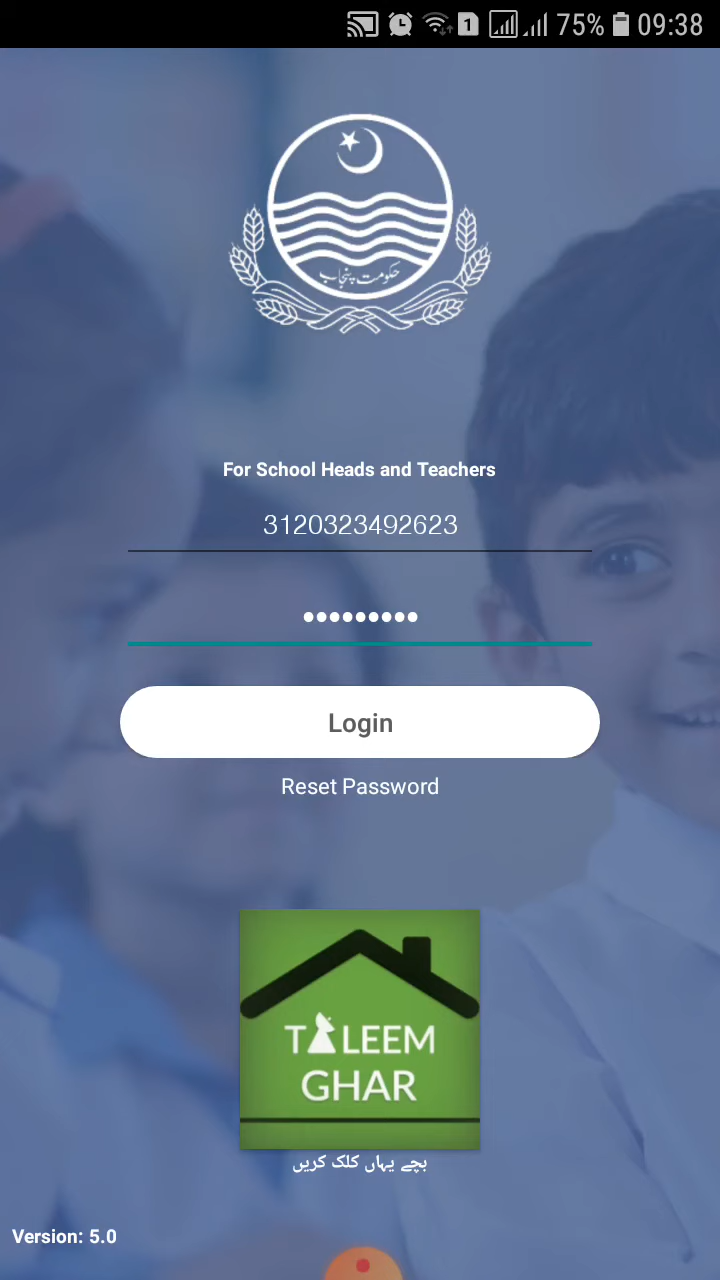 1
75%
09:38
حکومت پنجاب
For School Heads and Teachers
3120323492623
•••••••••
Login
Reset Password
TALEEM
GHAR
بچے یہاں کلک کریں
Version: 5.0